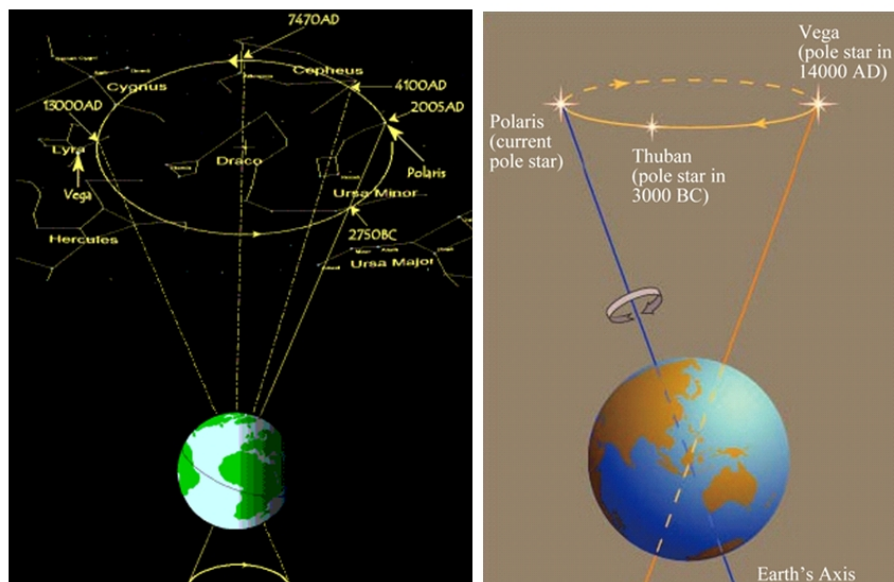 7470AD
Cepheus
4100AD
Cygnus
2005AD
13000AD
Lyra
Draco
Polaris
Vega
Ursa Minor
Hercules
2750BC
Ursa Major
Vega
(pole star in
14000 AD)
Polaris
(current
pole star)
Thuban
(pole star in
3000 BC)
Earth's Axis